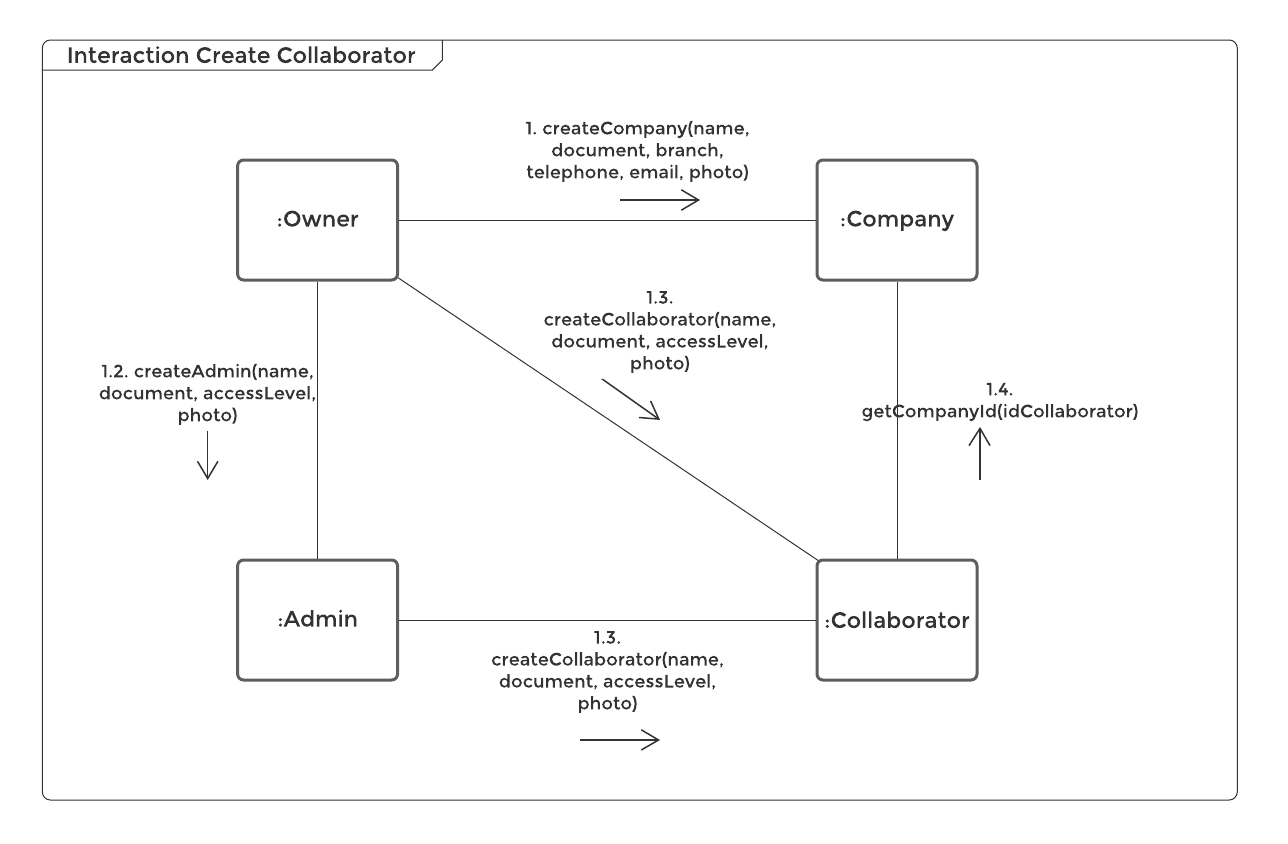 Interaction Create Collaborator
1. createCompany(name,
document, branch,
telephone, email, photo)
:Owner
:Company
1.3.
createCollaborator(name,
document, accessLevel,
photo)
1.2. createAdmin(name,
document, accessLevel,
photo)
1.4.
getCompanyId(idCollaborator)
:Admin
:Collaborator
1.3.
createCollaborator(name,
document, accessLevel,
photo)